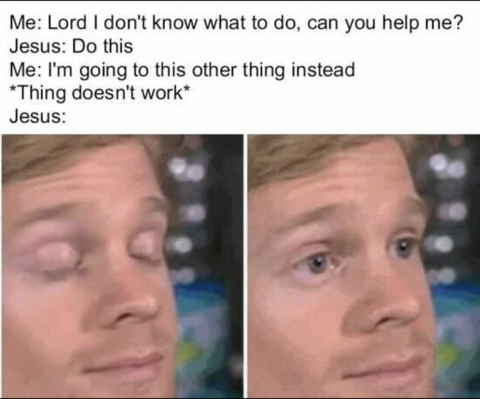 Me: Lord I don't know what to do, can you help me?
Jesus: Do this
Me: I'm going to this other thing instead
*Thing doesn't work*
Jesus: